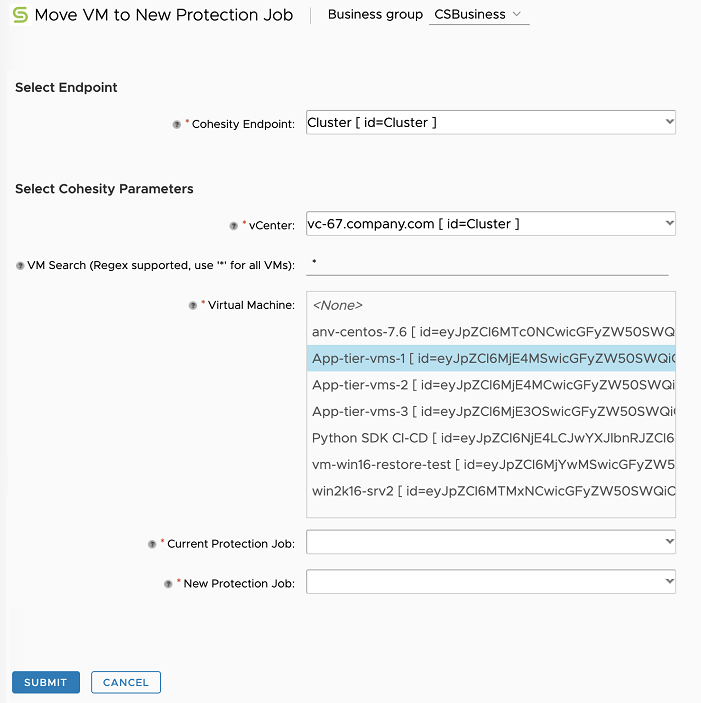 Move VM to New Protection Job
Business group CSBusiness
Select Endpoint
* Cohesity Endpoint: Cluster [ id=Cluster ]
Select Cohesity Parameters
* vCenter: vc-67.company.com [ id=Cluster ]
VM Search (Regex supported, use '*' for all VMs): *
* Virtual Machine: <None>
anv-centos-7.6 [ id=eyJpZCI6MTc0NCwicGFyZW50SWQ
App-tier-vms-1 [ id=eyJpZCI6MjE4MSwicGFyZW50SWQiO
App-tier-vms-2 [ id=eyJpZCI6MjE4MCwicGFyZW50SWQi
App-tier-vms-3 [ id=eyJpZCI6MjE3OSwicGFyZW50SWQiO
Python SDK CI-CD [ id=eyJpZCI6NjE4LCJwYXJlbnRJZCI6
vm-win16-restore-test [ id=eyJpZCI6MjYwMSwicGFyZW5
win2k16-srv2 [ id=eyJpZCI6MTMxNCwicGFyZW50SWQiO
* Current Protection Job:
* New Protection Job:
SUBMIT CANCEL